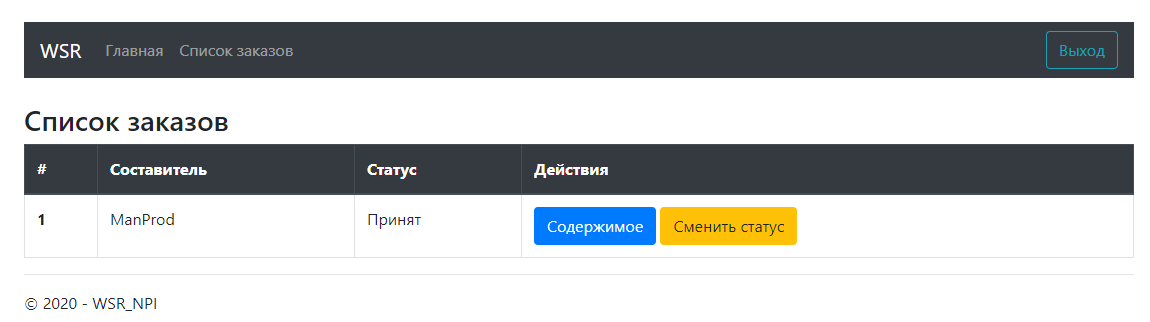 WSR Главная Список заказов Выход
Список заказов
# Составитель Статус Действия
1 ManProd Принят Содержимое Сменить статус
© 2020 - WSR_NPI